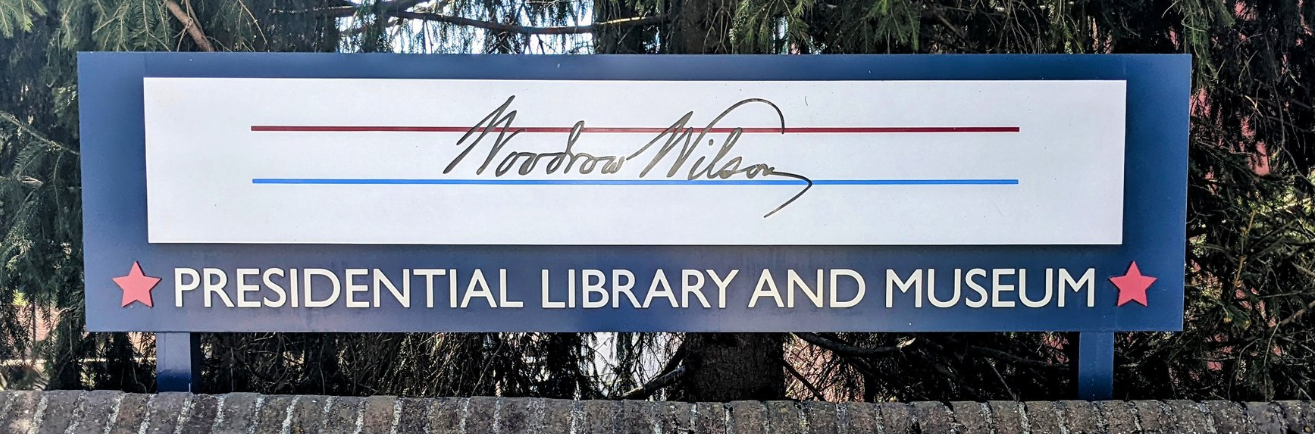 Woodrow Wilson
PRESIDENTIAL LIBRARY AND MUSEUM